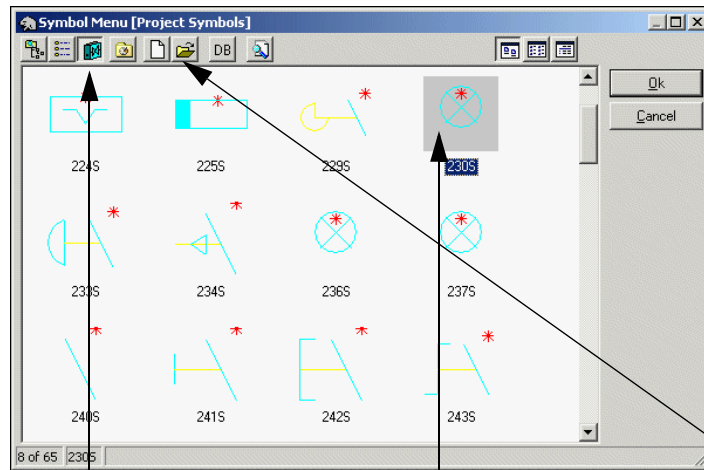 Symbol Menu [Project Symbols]
DB
Ok
Cancel
224S 225S 229S 230S
233S 234S 236S 237S
240S 241S 242S 243S
8 of 65 230S